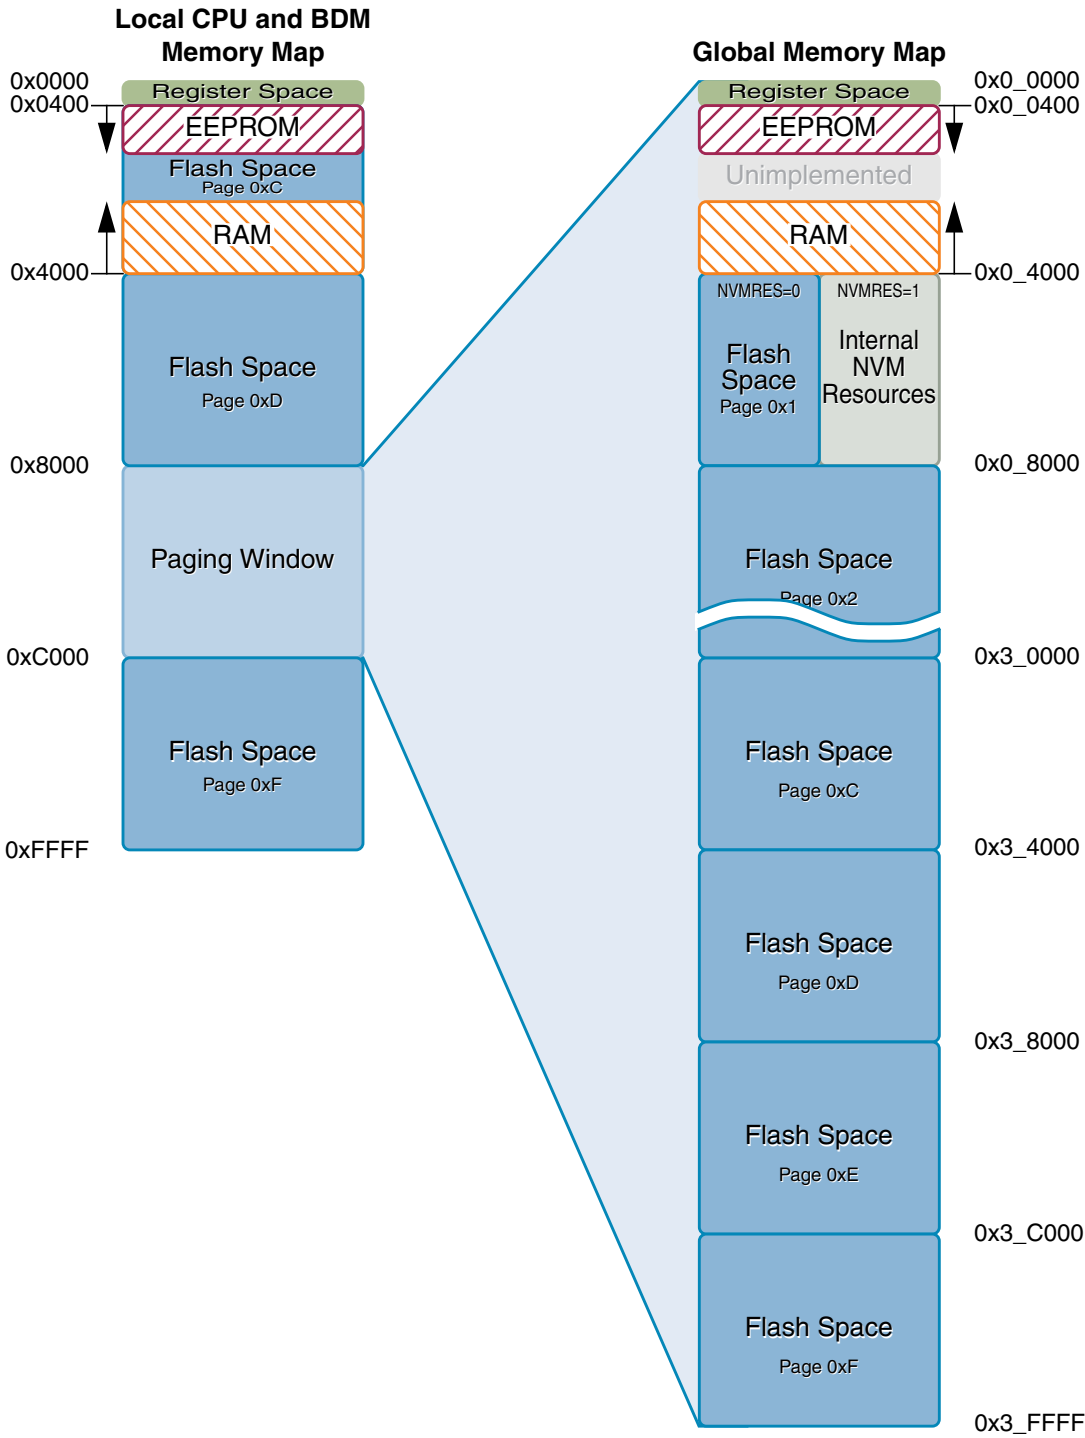 Local CPU and BDM
Memory Map
0x0000
0x0400
Register Space
EEPROM
Flash Space
Page 0xC
RAM
0x4000
Flash Space
Page 0xD
0x8000
Paging Window
0xC000
Flash Space
Page 0xF
0xFFFF
Global Memory Map
Register Space
0x0_0000
0x0_0400
EEPROM
Unimplemented
RAM
0x0_4000
NVMRES=0
Flash
Space
Page 0x1
NVMRES=1
Internal
NVM
Resources
0x0_8000
Flash Space
Page 0x2
0x3_0000
Flash Space
Page 0xC
0x3_4000
Flash Space
Page 0xD
0x3_8000
Flash Space
Page 0xE
0x3_C000
Flash Space
Page 0xF
0x3_FFFF